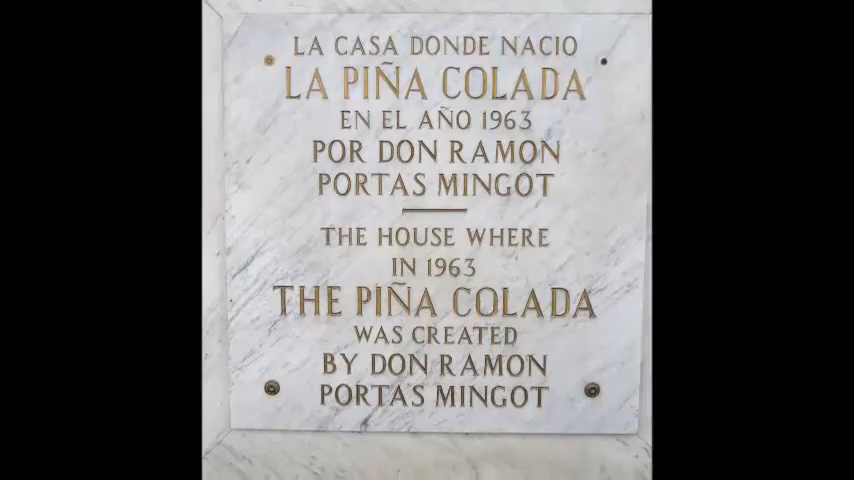 LA CASA DONDE NACIO
LA PIÑA COLADA
EN EL AÑO 1963
POR DON RAMON
PORTAS MINGOT
THE HOUSE WHERE
IN 1963
THE PIÑA COLADA
WAS CREATED
BY DON RAMON
PORTAS MINGOT